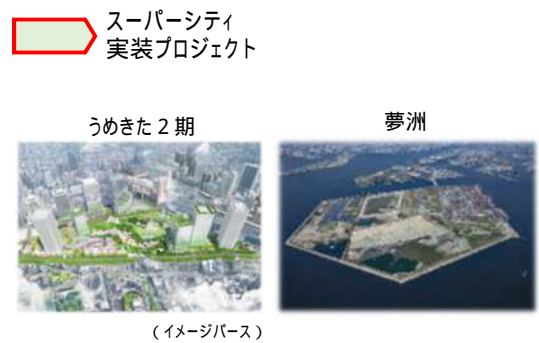 スーパーシティ
実装プロジェクト
うめきた２期
夢洲
（イメージパース）